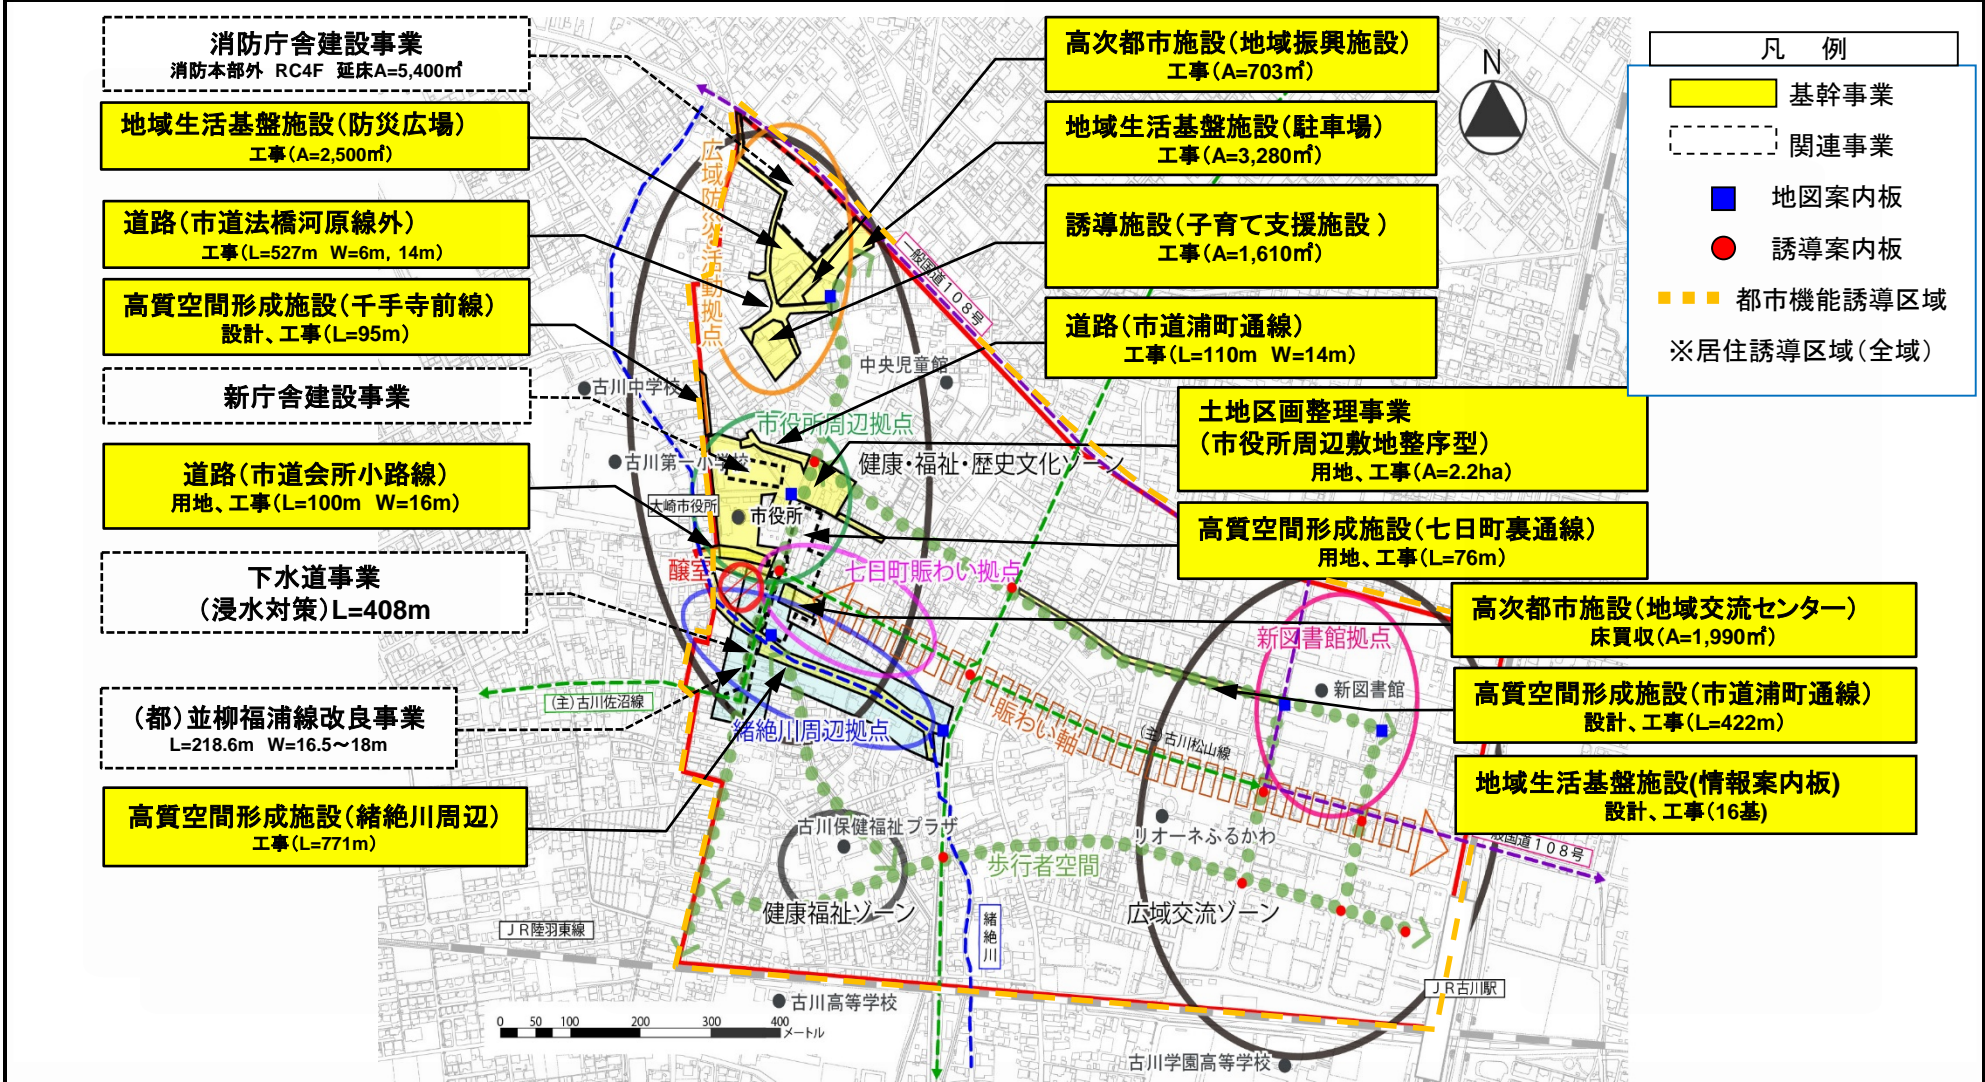 消防庁舎建設事業
消防本部外 RC4F 延床A=5,400㎡
地域生活基盤施設(防災広場)
工事(A=2,500㎡)
道路(市道法橋河原線外)
工事(L=527m W=6m, 14m)
高質空間形成施設(千手寺前線)
設計、工事(L=95m)
新庁舎建設事業
道路(市道会所小路線)
用地、工事(L=100m W=16m)
下水道事業
(浸水対策)L=408m
(都)並柳福浦線改良事業
L=218.6m W=16.5～18m
高質空間形成施設(緒絶川周辺)
工事(L=771m)
高次都市施設(地域振興施設)
工事(A=703㎡)
地域生活基盤施設(駐車場)
工事(A=3,280㎡)
誘導施設(子育て支援施設)
工事(A=1,610㎡)
道路(市道浦町通線)
工事(L=110m W=14m)
土地区画整理事業
(市役所周辺敷地整序型)
用地、工事(A=2.2ha)
高質空間形成施設(七日町裏通線)
用地、工事(L=76m)
高次都市施設(地域交流センター)
床買収(A=1,990㎡)
高質空間形成施設(市道浦町通線)
設計、工事(L=422m)
地域生活基盤施設(情報案内板)
設計、工事(16基)
N
凡 例
基幹事業
関連事業
地図案内板
誘導案内板
都市機能誘導区域
※居住誘導区域(全域)
広域防災活動拠点
一般国道108号
中央児童館
古川中学校
市役所周辺拠点
古川第一小学校
健康・福祉・歴史文化ゾーン
大崎市役所
市役所
醸室
七日町賑わい拠点
新図書館拠点
新図書館
(主)古川佐沼線
緒絶川周辺拠点
「賑わい軸」
(主)古川松山線
古川保健福祉プラザ
リオーネふるかわ
一般国道108号
歩行者空間
健康福祉ゾーン
広域交流ゾーン
緒絶川
JR陸羽東線
JR古川駅
古川高等学校
古川学園高等学校
0 50 100 200 300 400
メートル